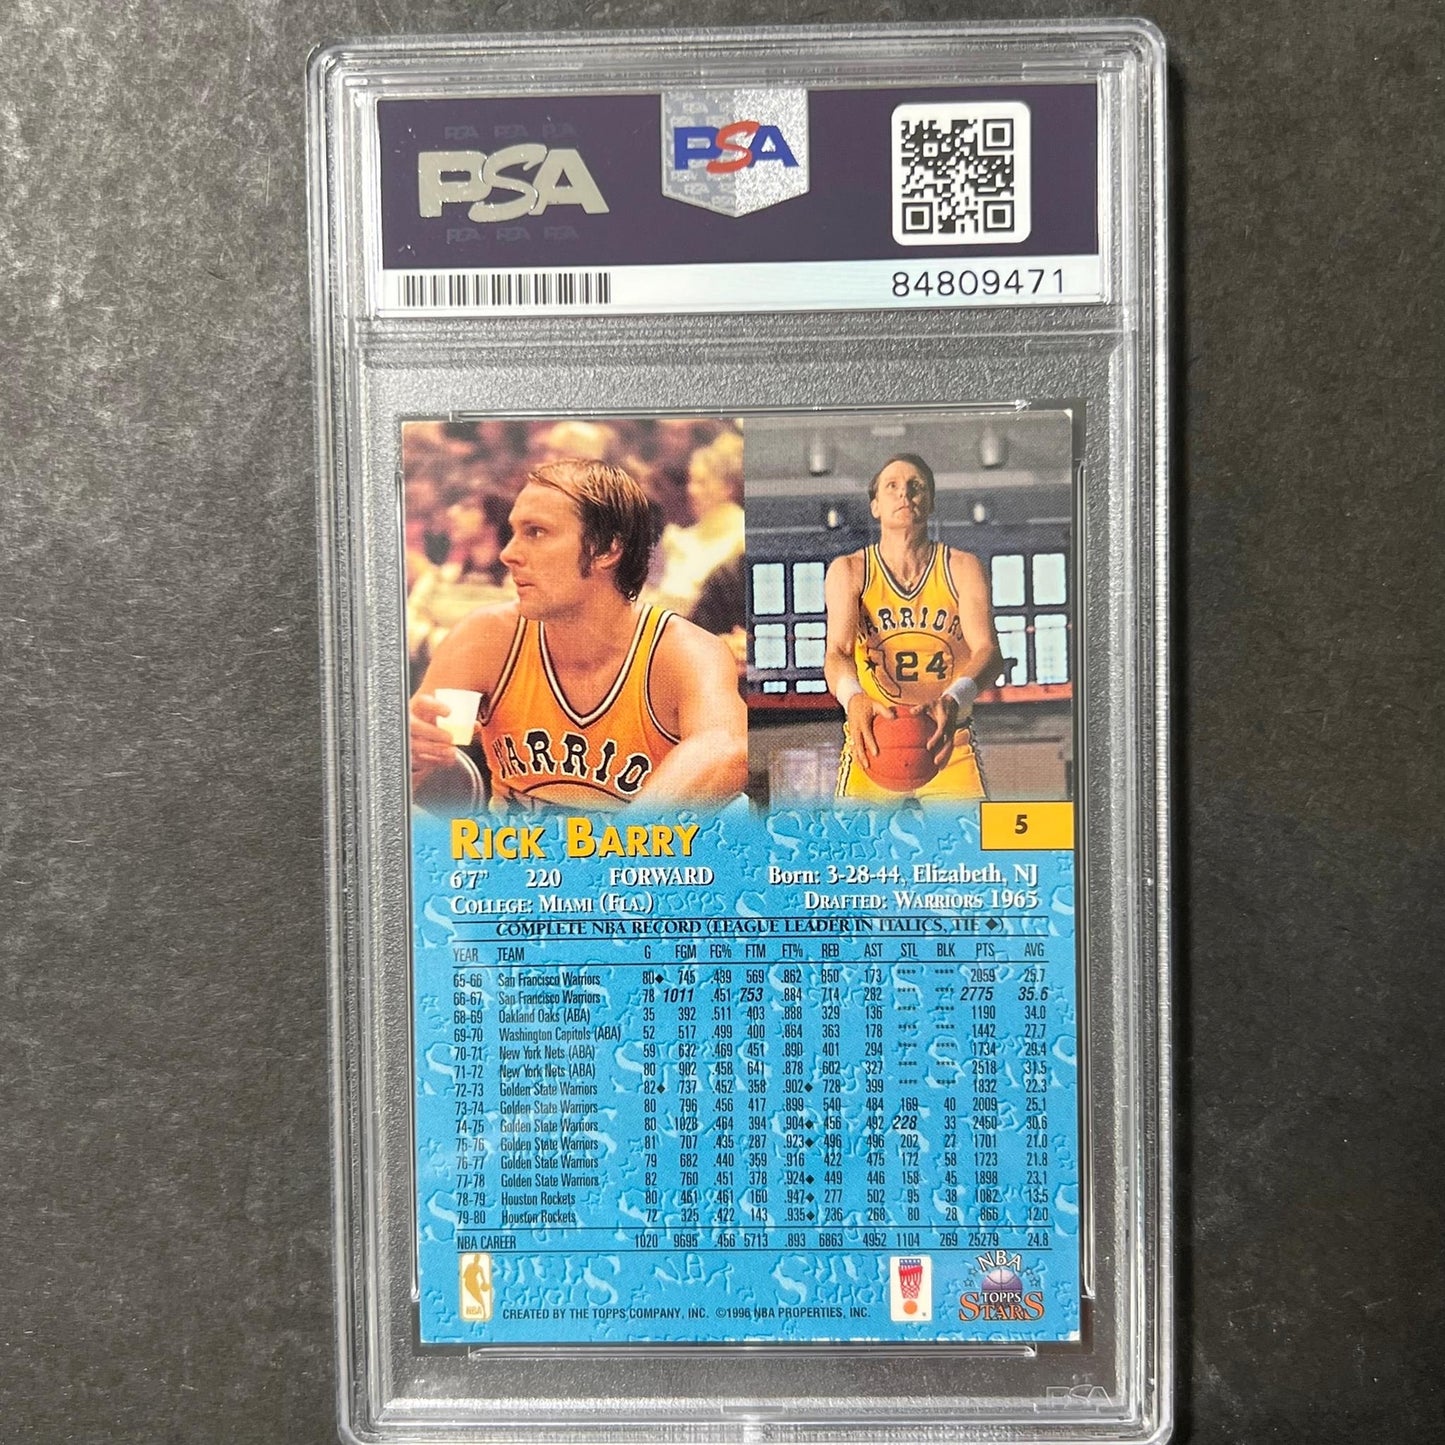 PSA
PSA
84809471
WARRIO
WARRIORS
24
RICK BARRY
5
6'7" 220 FORWARD Born: 3-28-44, Elizabeth, NJ
COLLEGE: MIAMI (FLA.) DRAFTED: WARRIORS 1965
COMPLETE NBA RECORD (LEAGUE LEADER IN ITALICS, TIE ◆)
YEAR TEAM G FGM FG% FTM FT% REB AST STL BLK PTS AVG
65-66 San Francisco Warriors 80◆ 745 .439 569 .862 850 173 **** **** 2059 25.7
66-67 San Francisco Warriors 78 1011 .451 753 .884 714 282 **** **** 2775 35.6
68-69 Oakland Oaks (ABA) 35 392 .511 403 .888 329 136 **** **** 1190 34.0
69-70 Washington Capitols (ABA) 52 517 .499 400 .864 363 178 **** **** 1442 27.7
70-71 New York Nets (ABA) 59 632 .469 451 .890 401 294 **** **** 1734 29.4
71-72 New York Nets (ABA) 80 902 .458 641 .878 602 327 **** **** 2518 31.5
72-73 Golden State Warriors 82◆ 737 .452 358 .902◆ 728 399 **** **** 1832 22.3
73-74 Golden State Warriors 80 796 .456 417 .899 540 484 169 40 2009 25.1
74-75 Golden State Warriors 80 1028 .464 394 .904◆ 456 492 228 33 2450 30.6
75-76 Golden State Warriors 81 707 .435 287 .923◆ 496 496 202 27 1701 21.0
76-77 Golden State Warriors 79 682 .440 359 .916 422 475 172 58 1723 21.8
77-78 Golden State Warriors 82 760 .451 378 .924◆ 449 446 158 45 1898 23.1
78-79 Houston Rockets 80 461 .461 160 .947◆ 277 502 95 38 1082 13.5
79-80 Houston Rockets 72 325 .422 143 .935◆ 236 268 80 28 866 12.0
NBA CAREER 1020 9695 .456 5713 .893 6863 4952 1104 269 25279 24.8
NBA
CREATED BY THE TOPPS COMPANY, INC. ©1996 NBA PROPERTIES, INC.
NBA
TOPPS
STARS
PSA